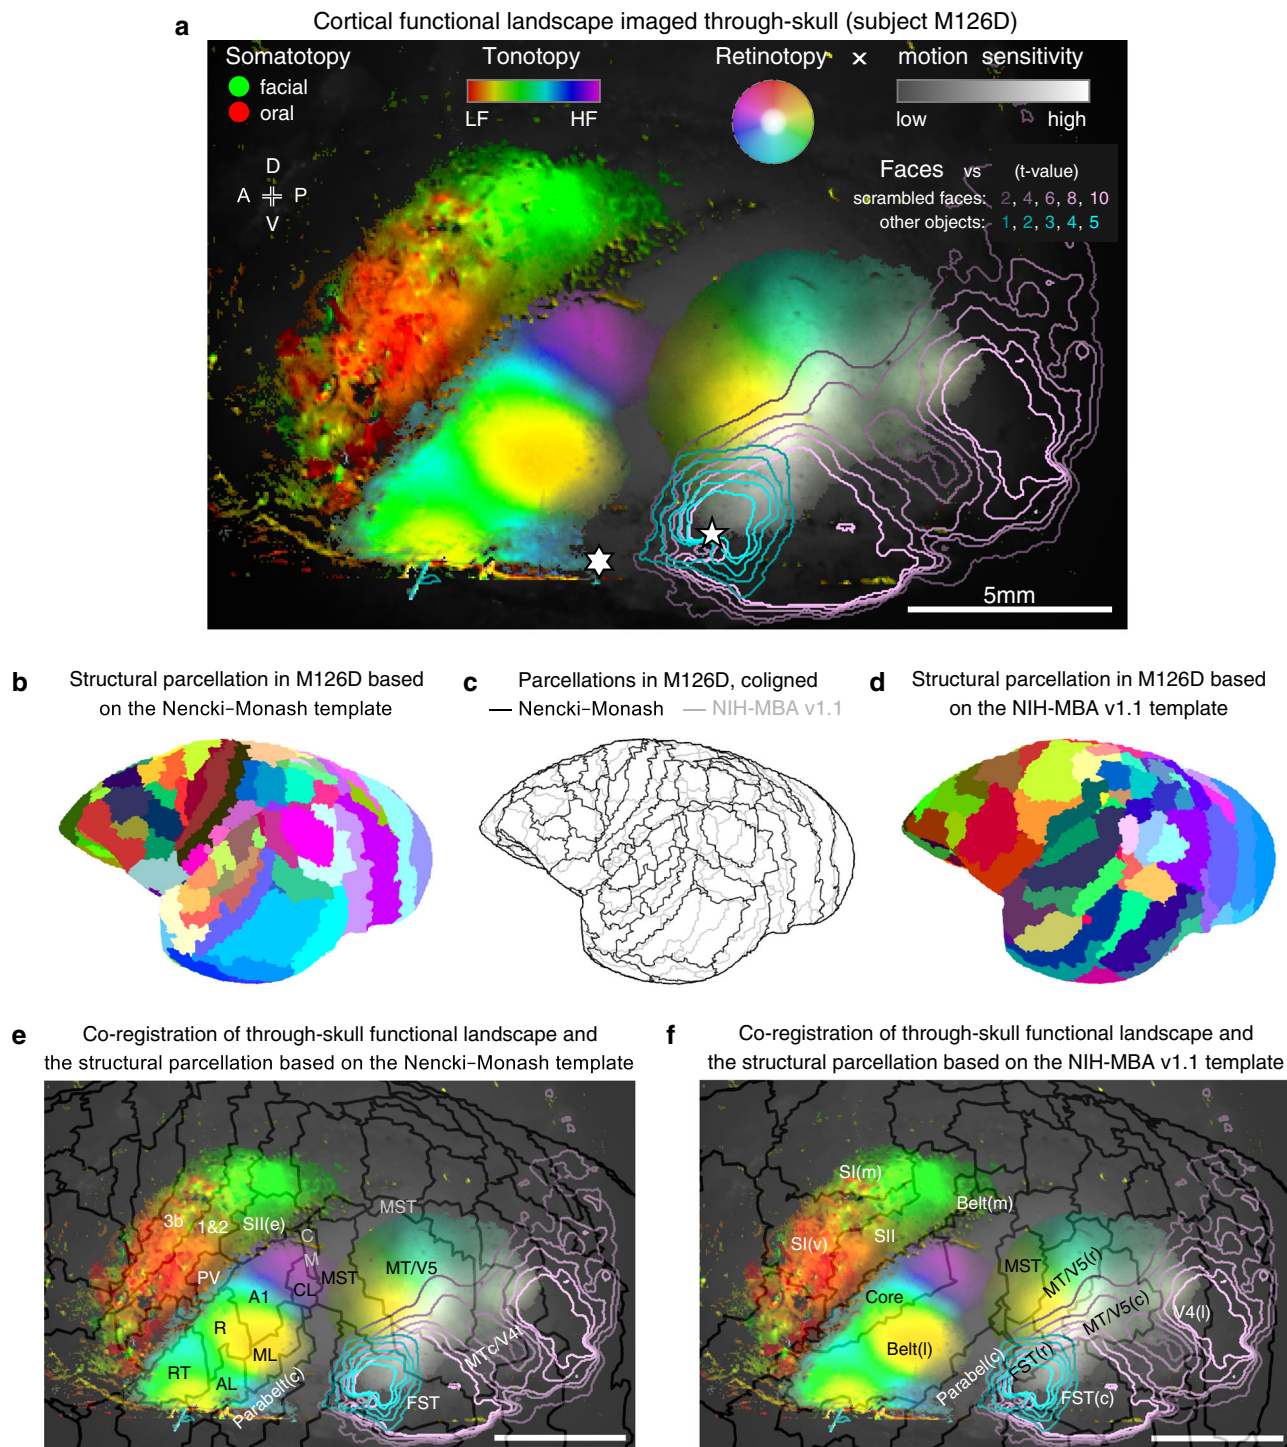 a
Cortical functional landscape imaged through-skull (subject M126D)
Somatotopy
facial
oral
Tonotopy
LF HF
Retinotopy × motion sensitivity
low high
D
A P
V
Faces vs (t-value)
scrambled faces: 2, 4, 6, 8, 10
other objects: 1, 2, 3, 4, 5
5mm
b
Structural parcellation in M126D based
on the Nencki–Monash template
c
Parcellations in M126D, coligned
Nencki–Monash NIH-MBA v1.1
d
Structural parcellation in M126D based
on the NIH-MBA v1.1 template
e
Co-registration of through-skull functional landscape and
the structural parcellation based on the Nencki–Monash template
MST
3b 1&2 SII(e)
C
M
PV
CL MST MT/V5
A1
R
ML
RT
AL
Parabelt(c)
FST
MTc/V4t
f
Co-registration of through-skull functional landscape and
the structural parcellation based on the NIH-MBA v1.1 template
SI(m)
Belt(m)
SI(v)
SII
MST
MT/V5(r)
Core
MT/V5(c)
V4(l)
Belt(l)
Parabel(c)
FST(r)
FST(c)